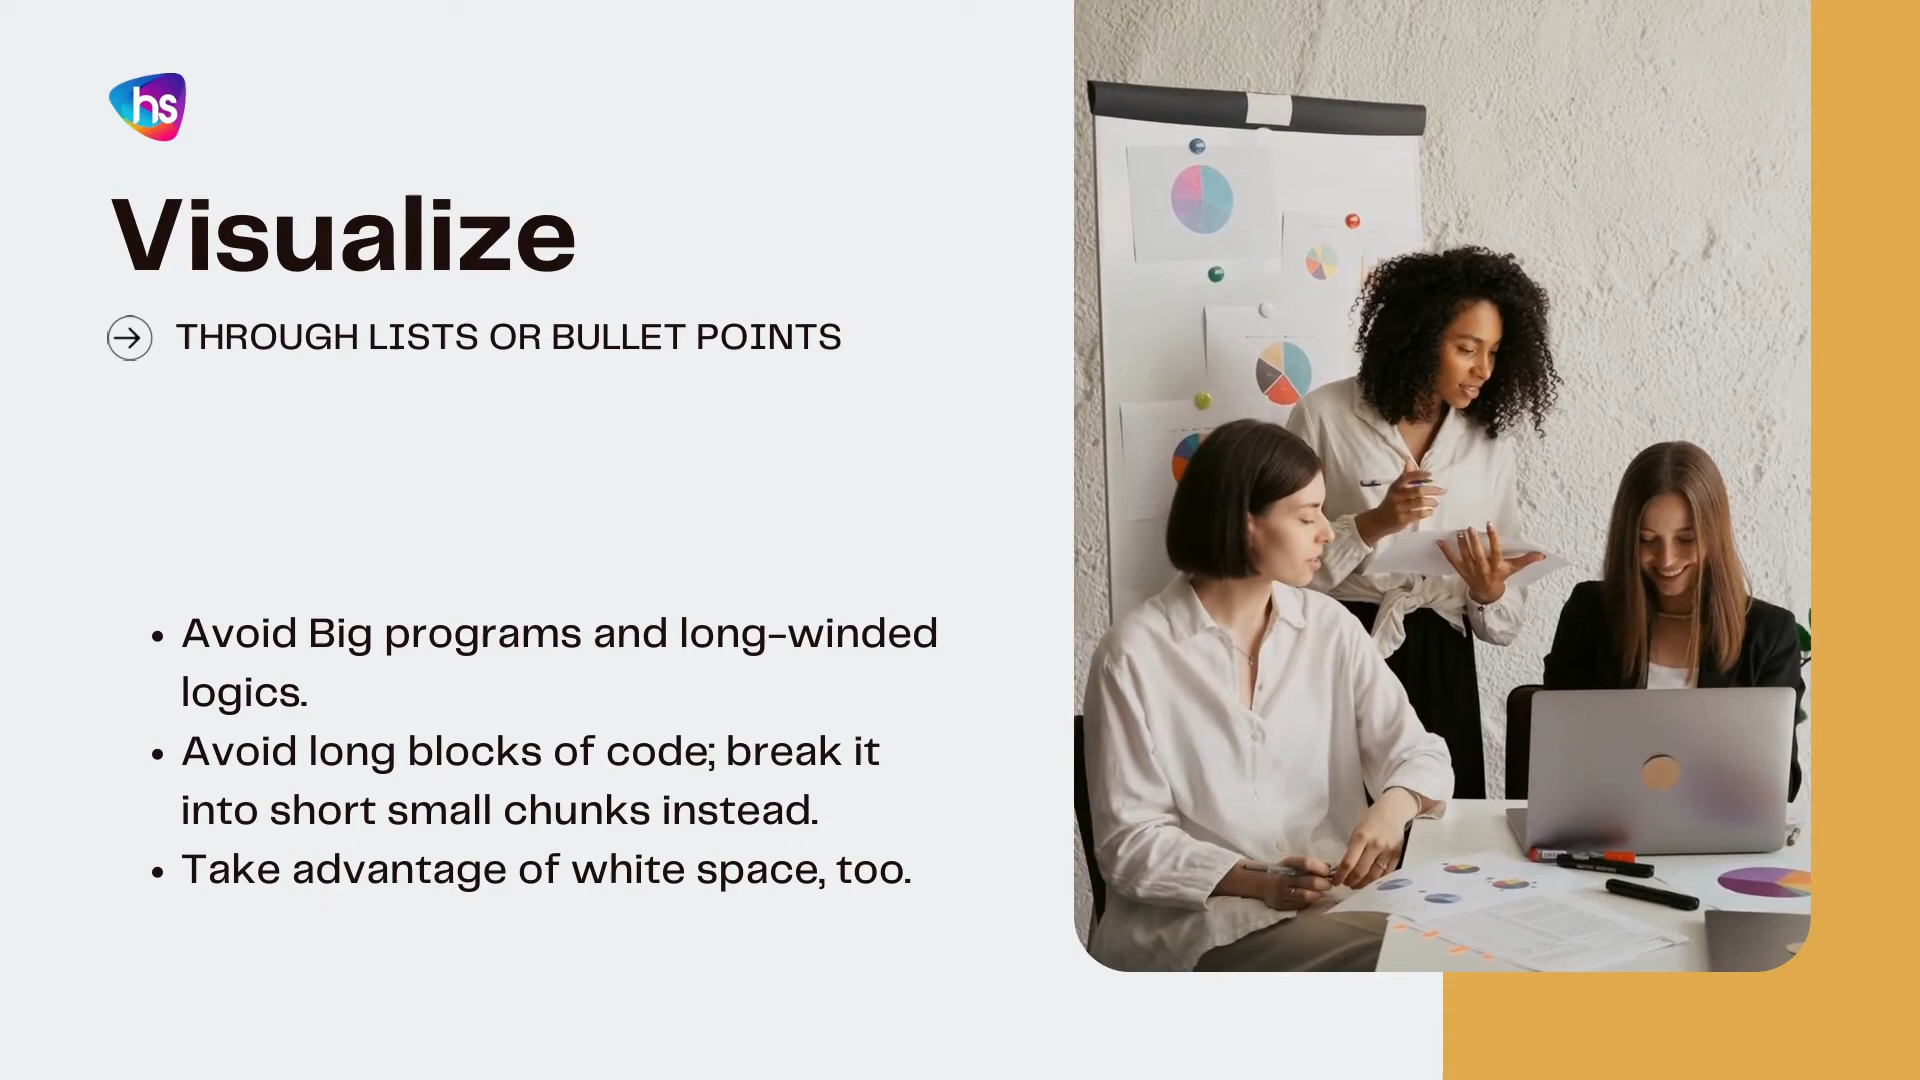 hs
Visualize
THROUGH LISTS OR BULLET POINTS
• Avoid Big programs and long-winded
logics.
• Avoid long blocks of code; break it
into short small chunks instead.
• Take advantage of white space, too.